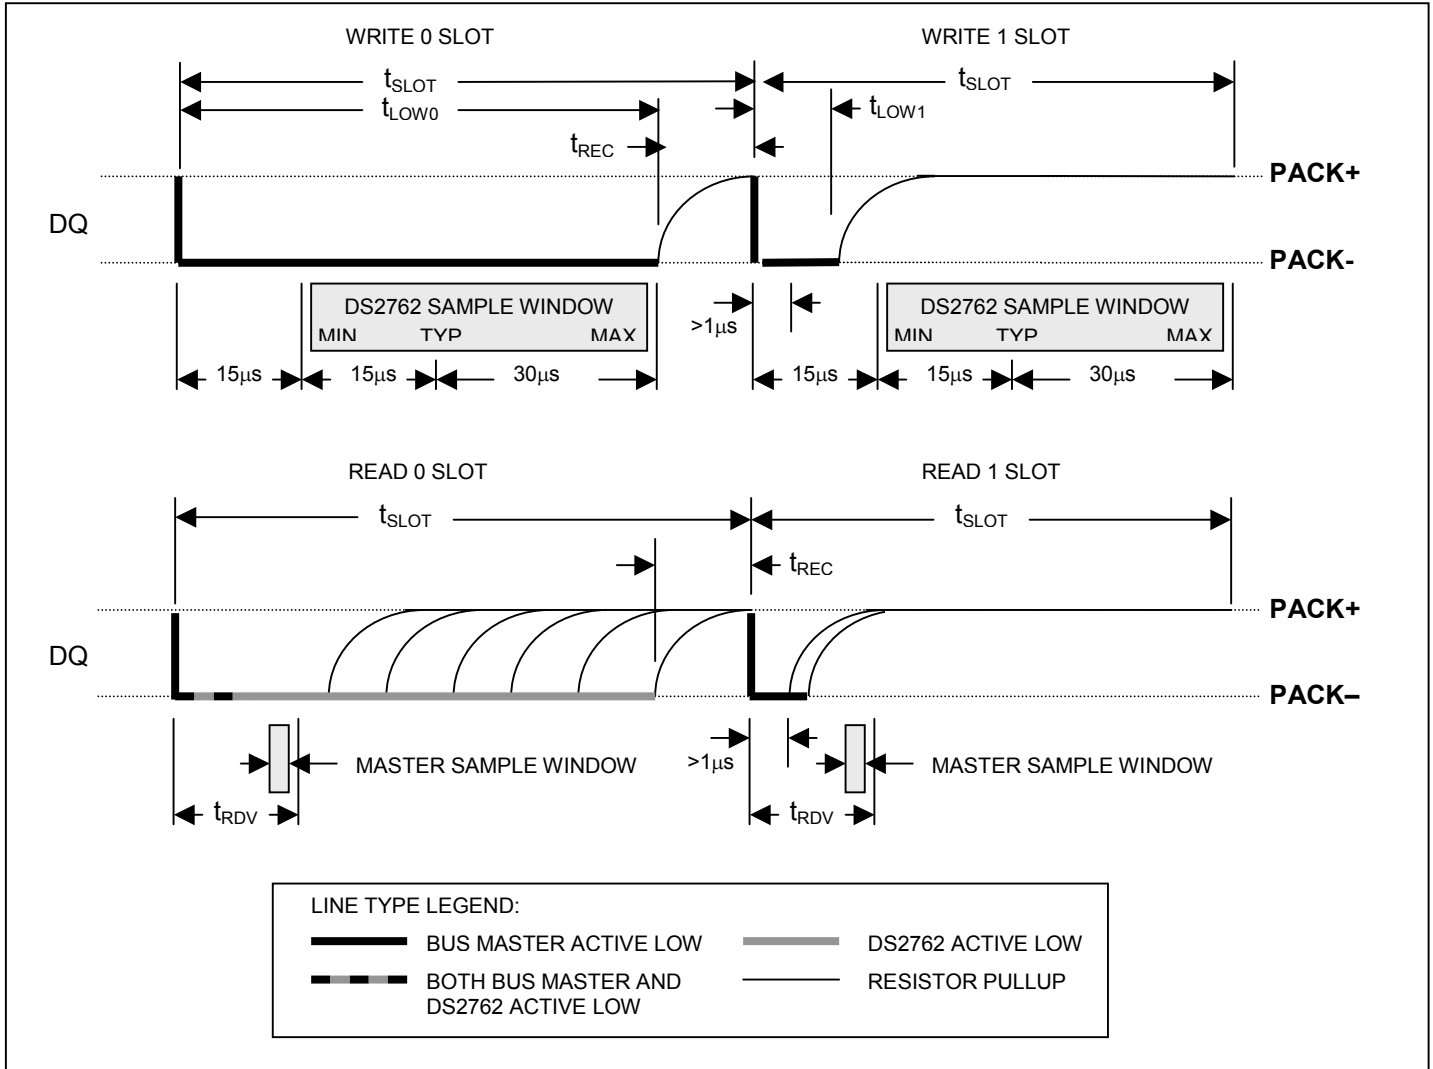 WRITE 0 SLOT WRITE 1 SLOT
tSLOT tSLOT
tLOW0 tLOW1
tREC
PACK+
DQ
PACK-
DS2762 SAMPLE WINDOW DS2762 SAMPLE WINDOW
MIN TYP MAX >1µs MIN TYP MAX
15µs 15µs 30µs 15µs 15µs 30µs
READ 0 SLOT READ 1 SLOT
tSLOT tSLOT
tREC
PACK+
DQ
PACK–
>1µs
MASTER SAMPLE WINDOW MASTER SAMPLE WINDOW
tRDV tRDV
LINE TYPE LEGEND:
BUS MASTER ACTIVE LOW DS2762 ACTIVE LOW
BOTH BUS MASTER AND RESISTOR PULLUP
DS2762 ACTIVE LOW